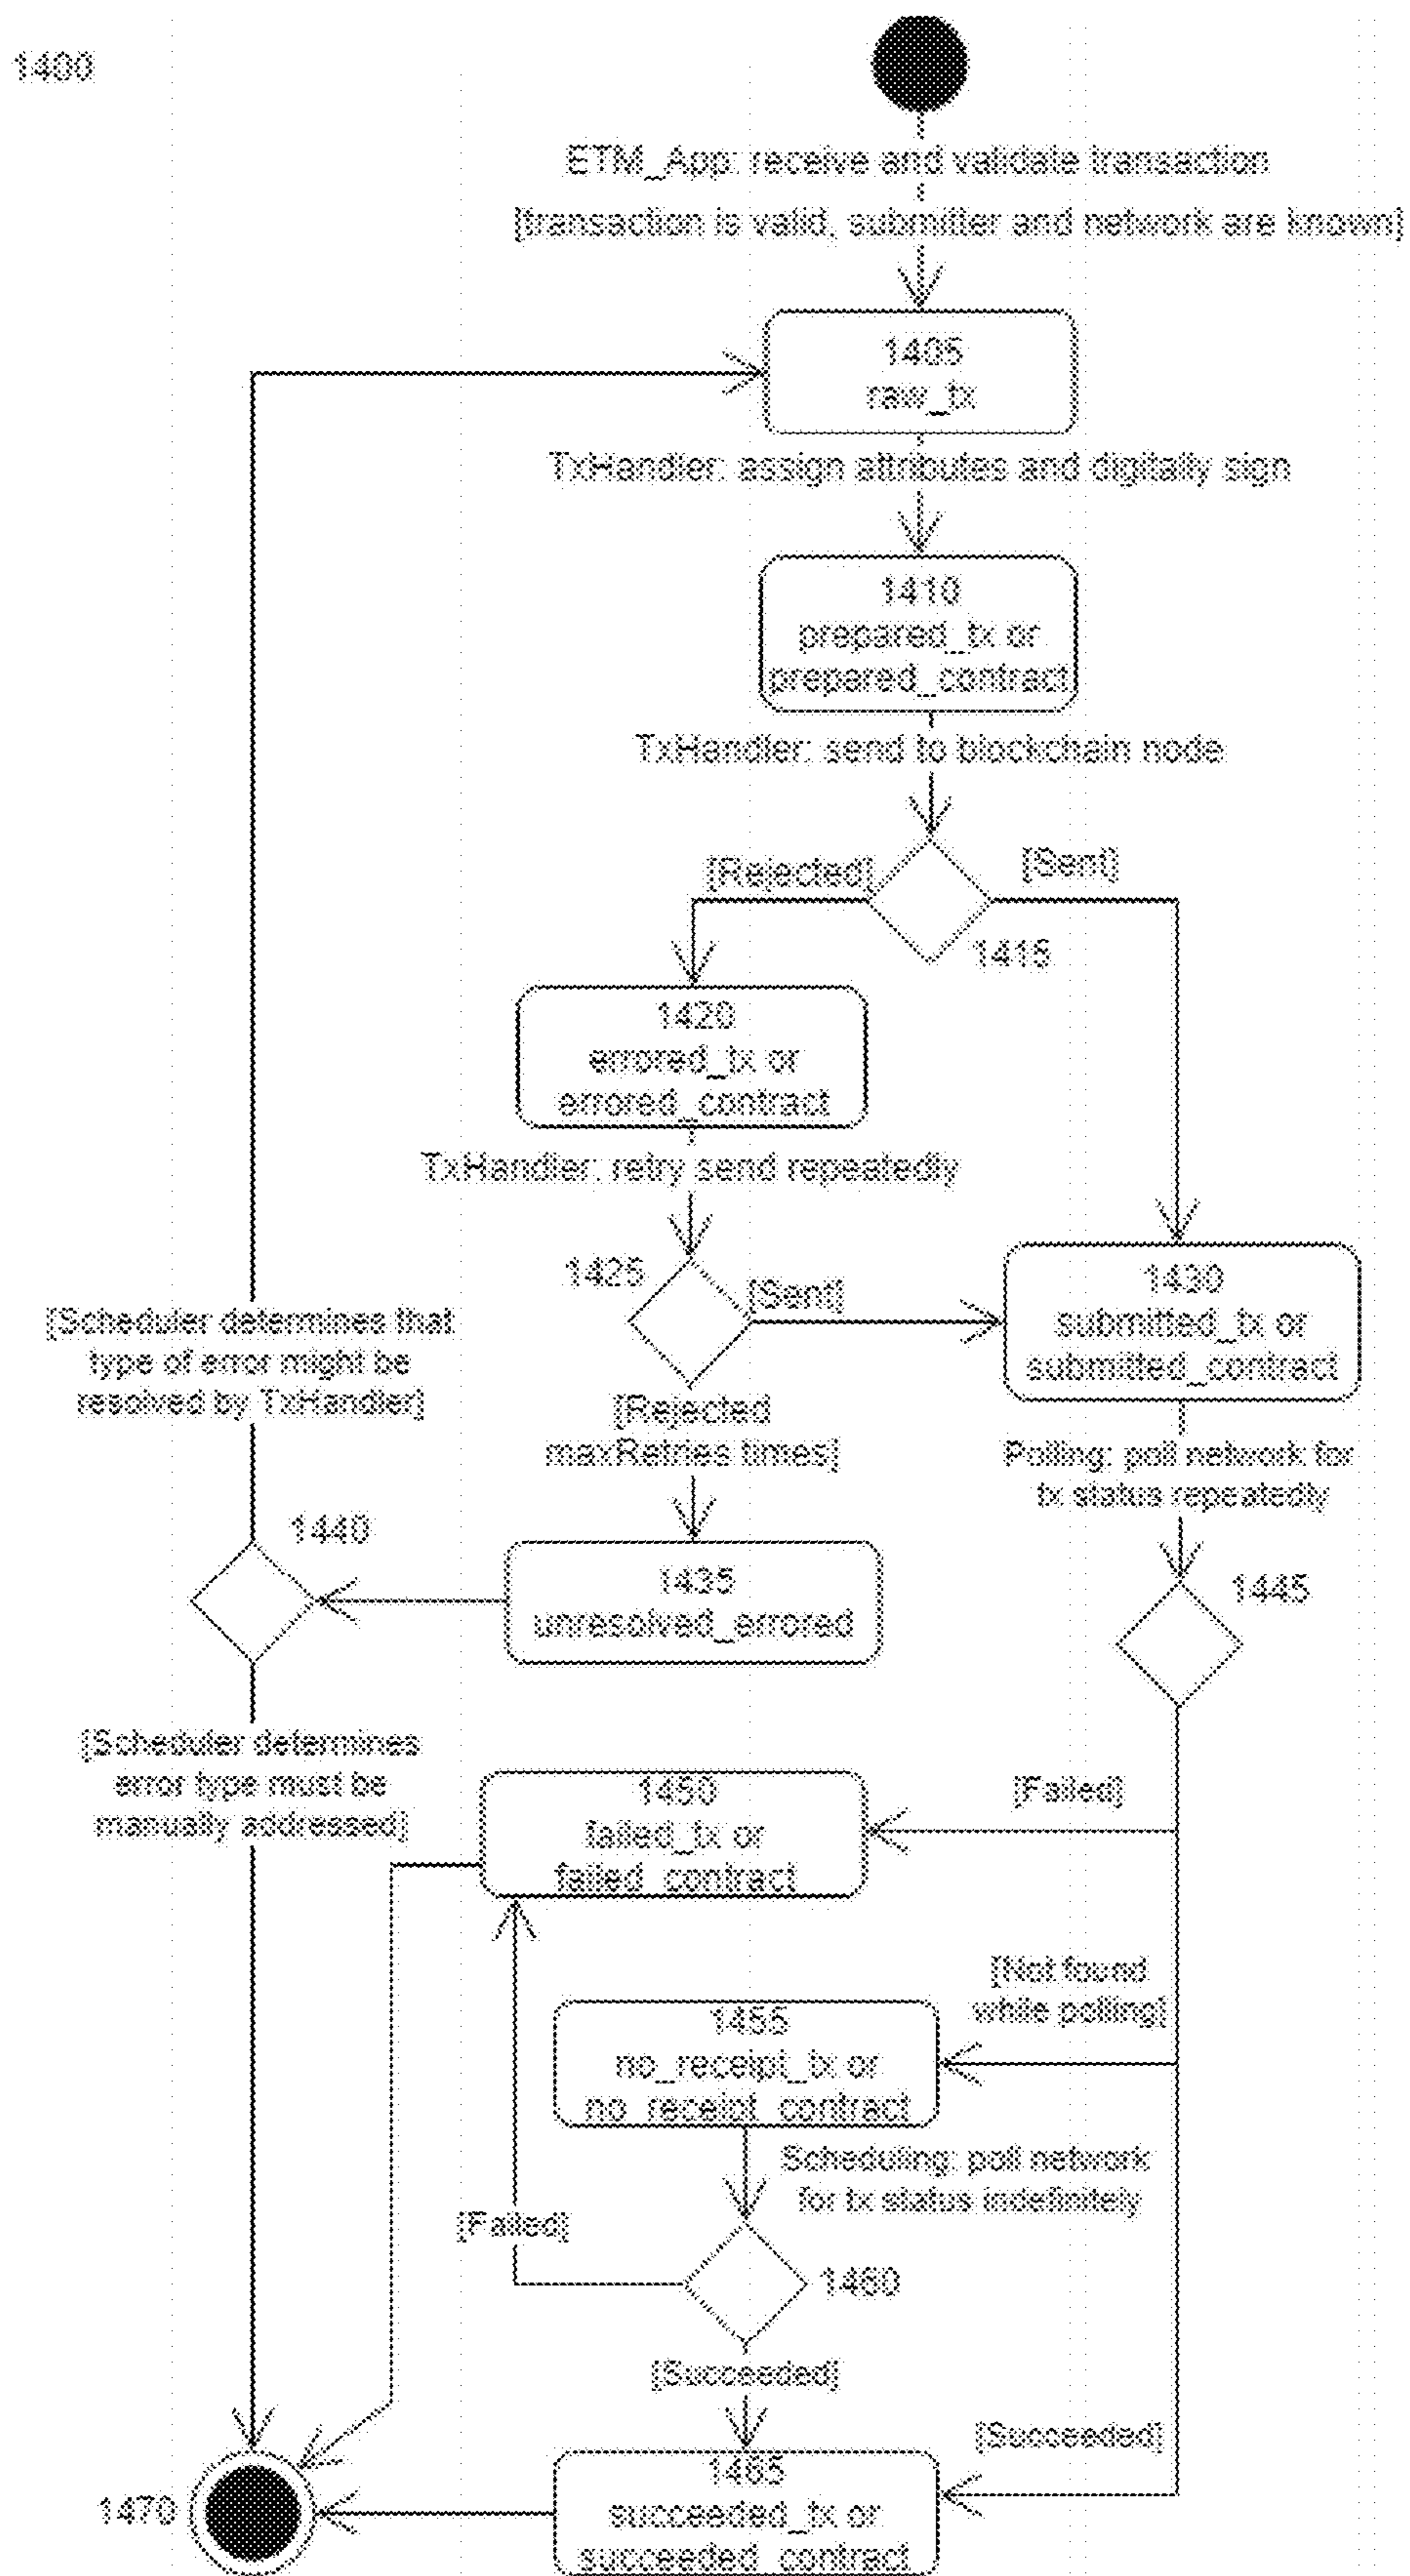 1400
ETM_App: receive and validate transaction
[transaction is valid, submitter and network are known]
1405
raw_tx
TxHandler: assign attributes and digitally sign
1410
prepared_tx or
prepared_contract
TxHandler: send to blockchain node
[Rejected]
[Sent]
1415
1420
errored_tx or
errored_contract
TxHandler: retry send repeatedly
1425
[Sent]
1430
submitted_tx or
submitted_contract
[Scheduler determines that
type of error might be
resolved by TxHandler]
[Rejected
maxRetries times]
Polling: poll network for
tx status repeatedly
1440
1435
unresolved_errored
1445
[Scheduler determines
error type must be
manually addressed]
1450
failed_tx or
failed_contract
[Failed]
[Not found
while polling]
1455
no_receipt_tx or
no_receipt_contract
Scheduling: poll network
for tx status indefinitely
[Failed]
1460
[Succeeded]
[Succeeded]
1465
succeeded_tx or
succeeded_contract
1470